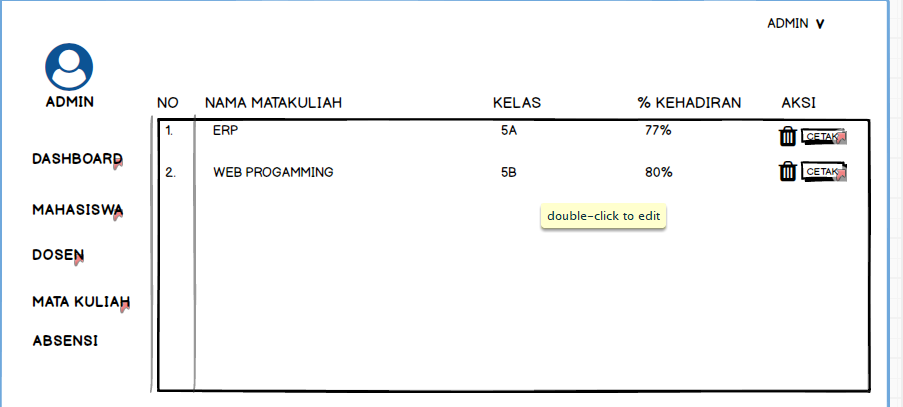 ADMIN v
ADMIN
NO NAMA MATAKULIAH KELAS % KEHADIRAN AKSI
1. ERP 5A 77% CETAK
DASHBOARD
2. WEB PROGAMMING 5B 80% CETAK
MAHASISWA
double-click to edit
DOSEN
MATA KULIAH
ABSENSI